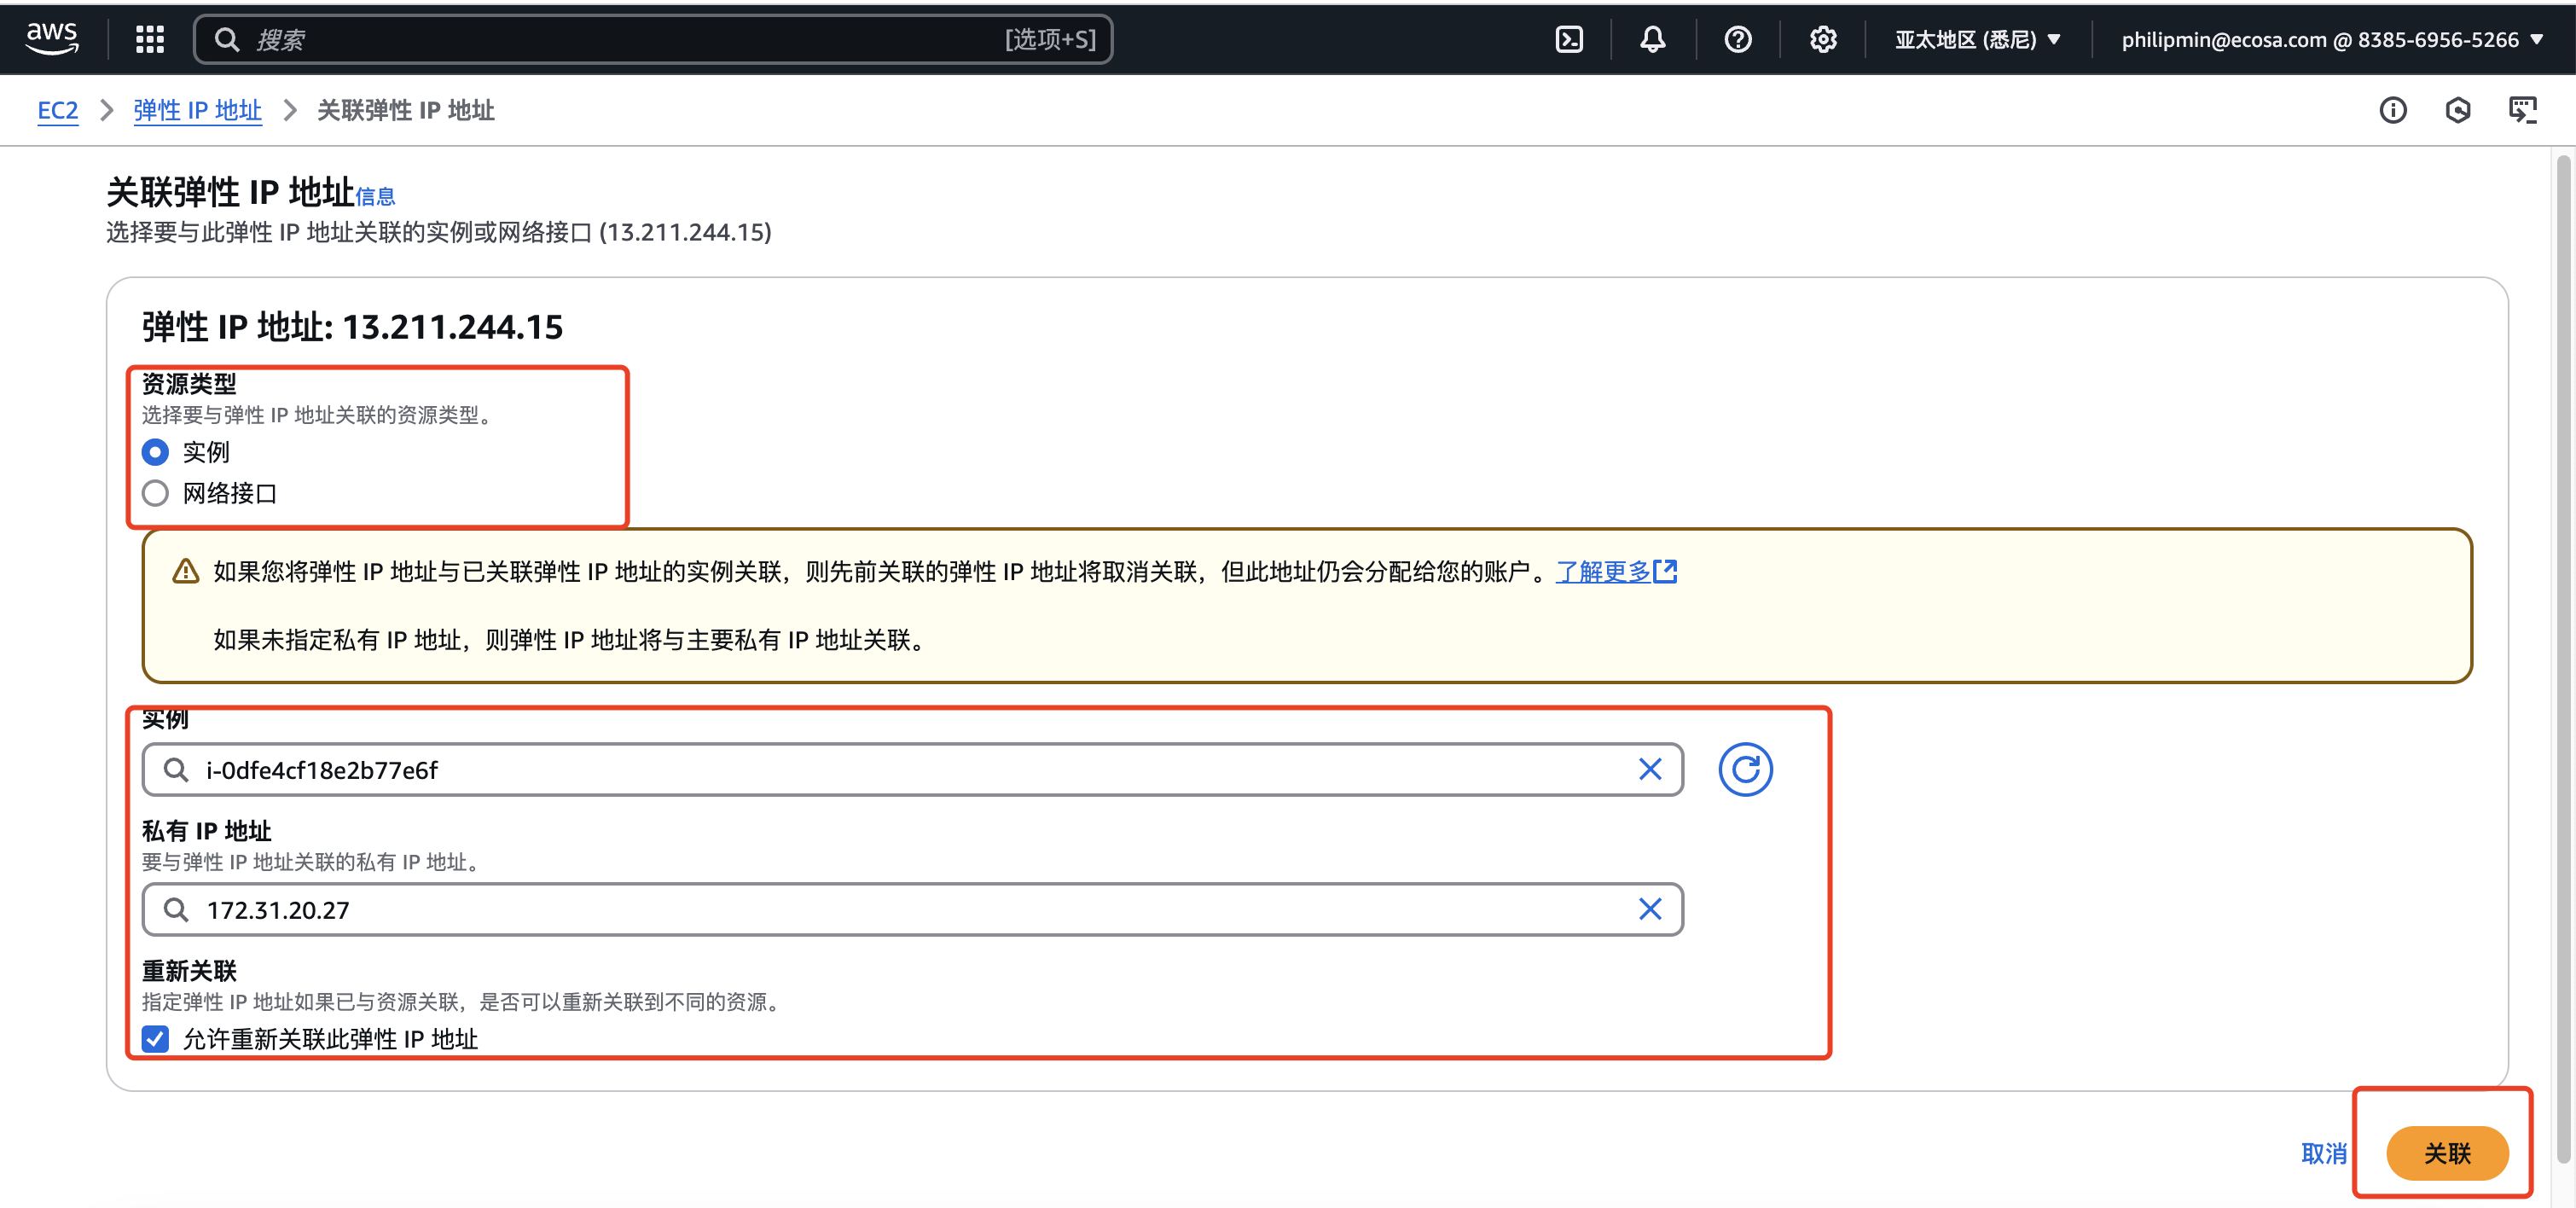 aws
搜索
[选项+S]
亚太地区 (悉尼)
philipmin@ecosa.com @ 8385-6956-5266
EC2
弹性 IP 地址
关联弹性 IP 地址
关联弹性 IP 地址信息
选择要与此弹性 IP 地址关联的实例或网络接口 (13.211.244.15)
弹性 IP 地址: 13.211.244.15
资源类型
选择要与弹性 IP 地址关联的资源类型。
实例
网络接口
如果您将弹性 IP 地址与已关联弹性 IP 地址的实例关联，则先前关联的弹性 IP 地址将取消关联，但此地址仍会分配给您的账户。了解更多
如果未指定私有 IP 地址，则弹性 IP 地址将与主要私有 IP 地址关联。
实例
i-0dfe4cf18e2b77e6f
私有 IP 地址
要与弹性 IP 地址关联的私有 IP 地址。
172.31.20.27
重新关联
指定弹性 IP 地址如果已与资源关联，是否可以重新关联到不同的资源。
允许重新关联此弹性 IP 地址
取消
关联